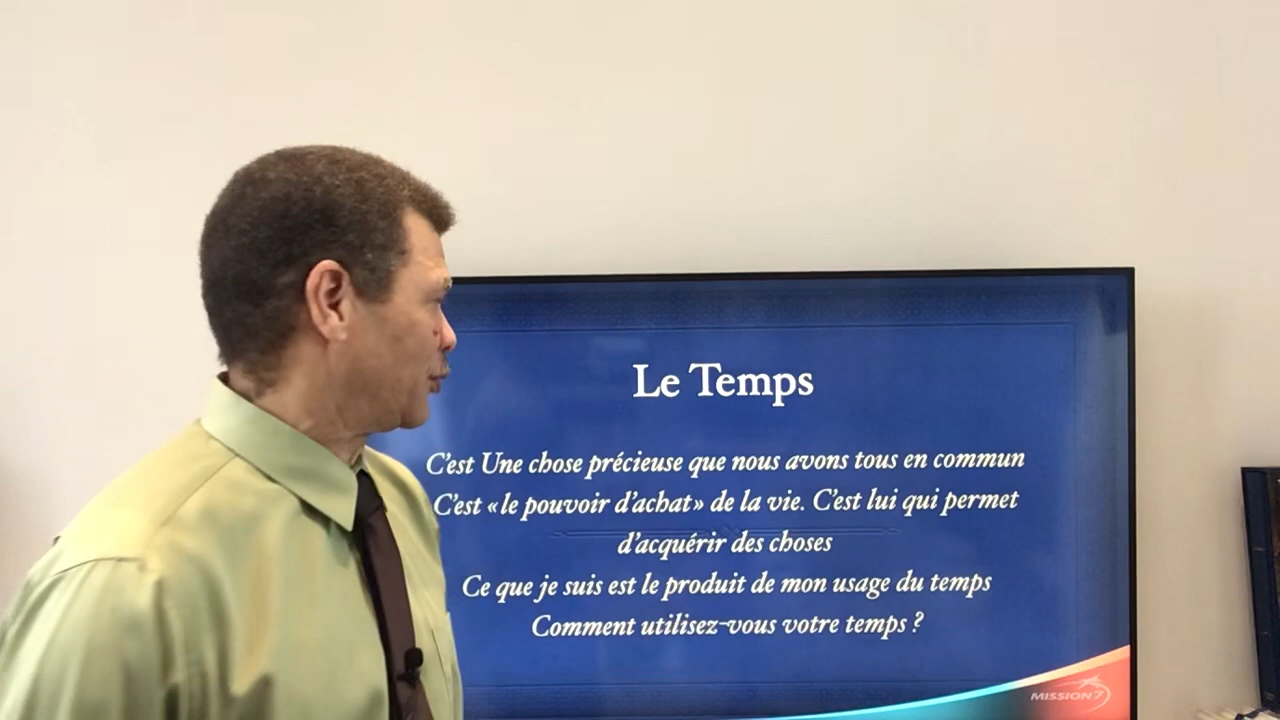 Le Temps
C'est Une chose précieuse que nous avons tous en commun
C'est «le pouvoir d'achat» de la vie. C'est lui qui permet
d'acquérir des choses
Ce que je suis est le produit de mon usage du temps
Comment utilisez-vous votre temps ?
MISSION 7